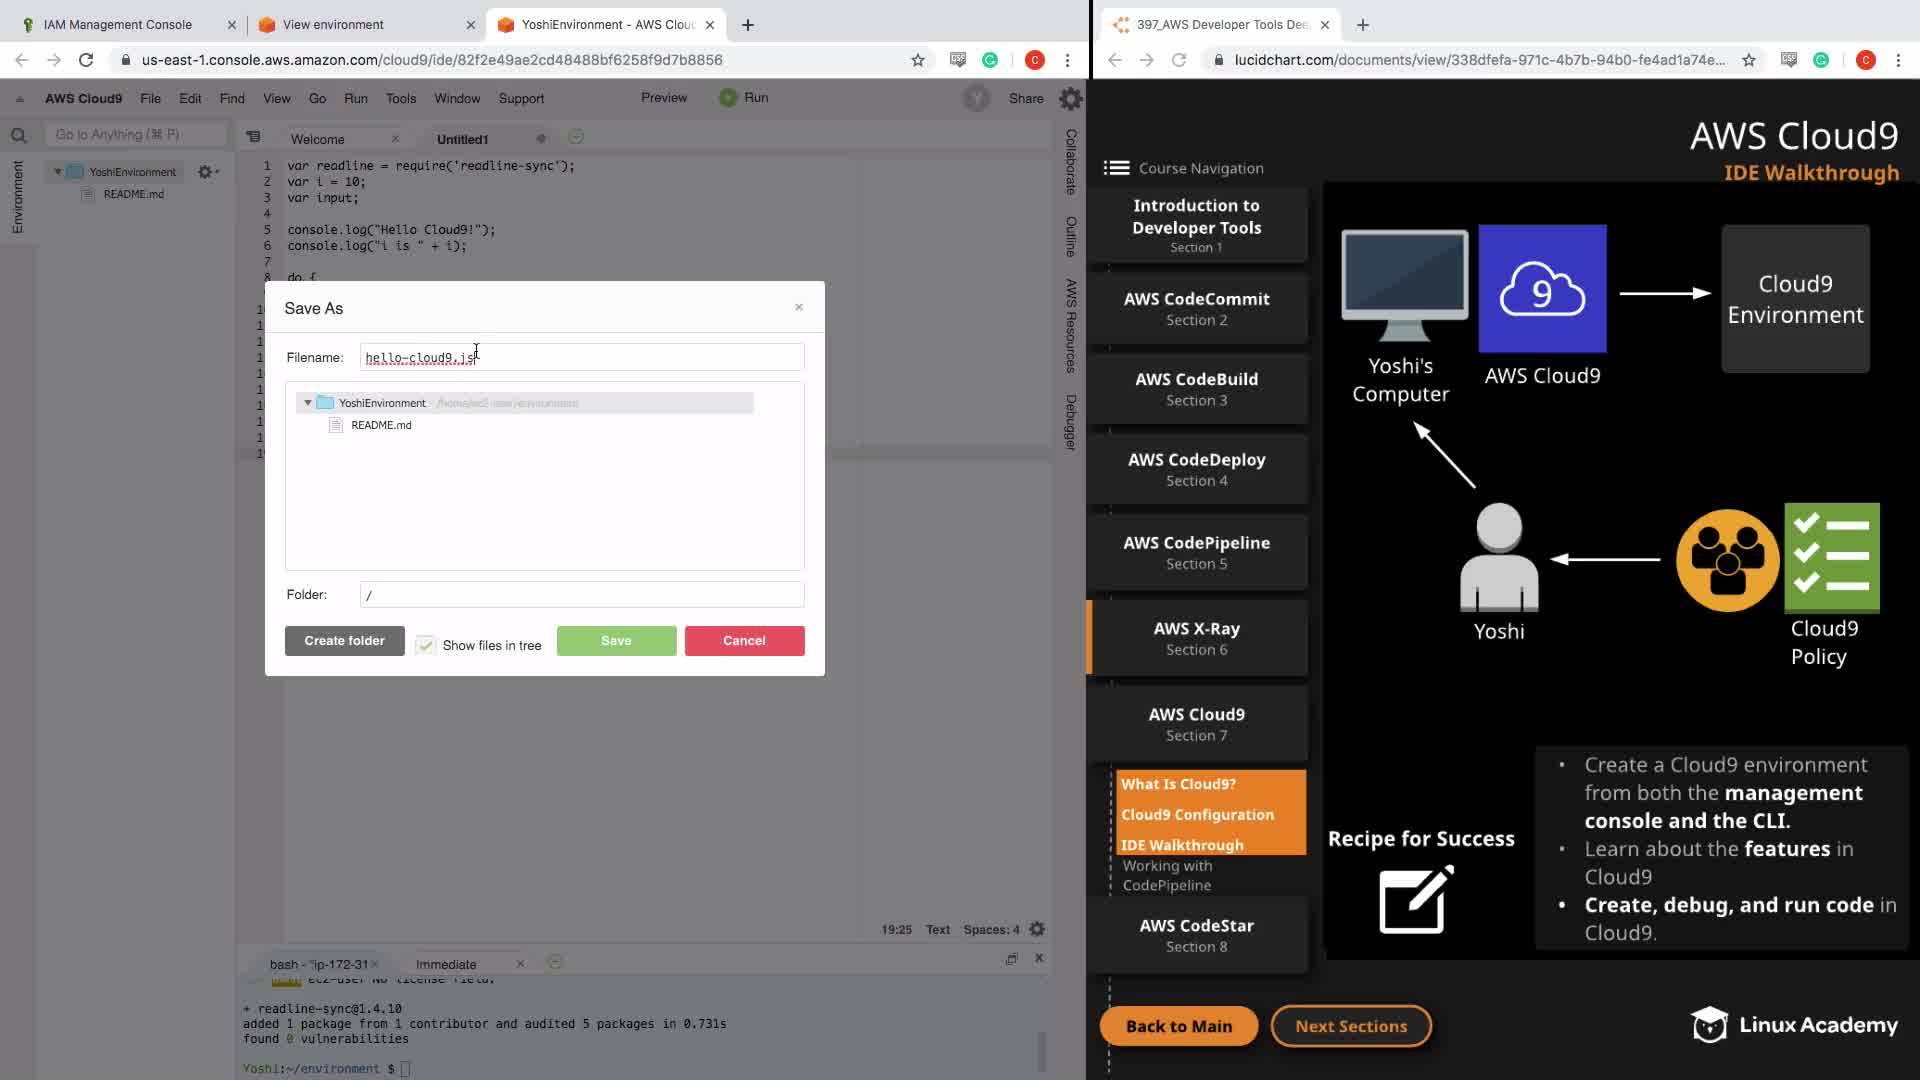 IAM Management Console
View environment
YoshiEnvironment - AWS Clou
397_AWS Developer Tools Dee
us-east-1.console.aws.amazon.com/cloud9/ide/82f2e49ae2cd48488bf6258f9d7b8856
lucidchart.com/documents/view/338dfefa-971c-4b7b-94b0-fe4ad1a74e...
AWS Cloud9 File Edit Find View Go Run Tools Window Support Preview Run Share
Go to Anything (⌘ P)
Welcome
Untitled1
Environment
YoshiEnvironment
README.md
1 var readline = require('readline-sync');
2 var i = 10;
3 var input;
4
5 console.log("Hello Cloud9!");
6 console.log("i is " + i);
7
8 do {
Collaborate
Outline
AWS Resources
Debugger
Save As
Filename: hello-cloud9.js
YoshiEnvironment - /home/ec2-user/environment
README.md
Folder: /
Create folder
Show files in tree
Save
Cancel
19:25 Text Spaces: 4
bash - "ip-172-31
Immediate
ec2-user No license field.
+ readline-sync@1.4.10
added 1 package from 1 contributor and audited 5 packages in 0.731s
found 0 vulnerabilities
Yoshi:~/environment $
AWS Cloud9
IDE Walkthrough
Course Navigation
Introduction to
Developer Tools
Section 1
AWS CodeCommit
Section 2
AWS CodeBuild
Section 3
AWS CodeDeploy
Section 4
AWS CodePipeline
Section 5
AWS X-Ray
Section 6
AWS Cloud9
Section 7
What Is Cloud9?
Cloud9 Configuration
IDE Walkthrough
Working with
CodePipeline
AWS CodeStar
Section 8
Back to Main
Next Sections
9
Yoshi's
Computer
AWS Cloud9
Cloud9
Environment
Yoshi
Cloud9
Policy
Recipe for Success
• Create a Cloud9 environment
from both the management
console and the CLI.
• Learn about the features in
Cloud9
• Create, debug, and run code in
Cloud9.
Linux Academy